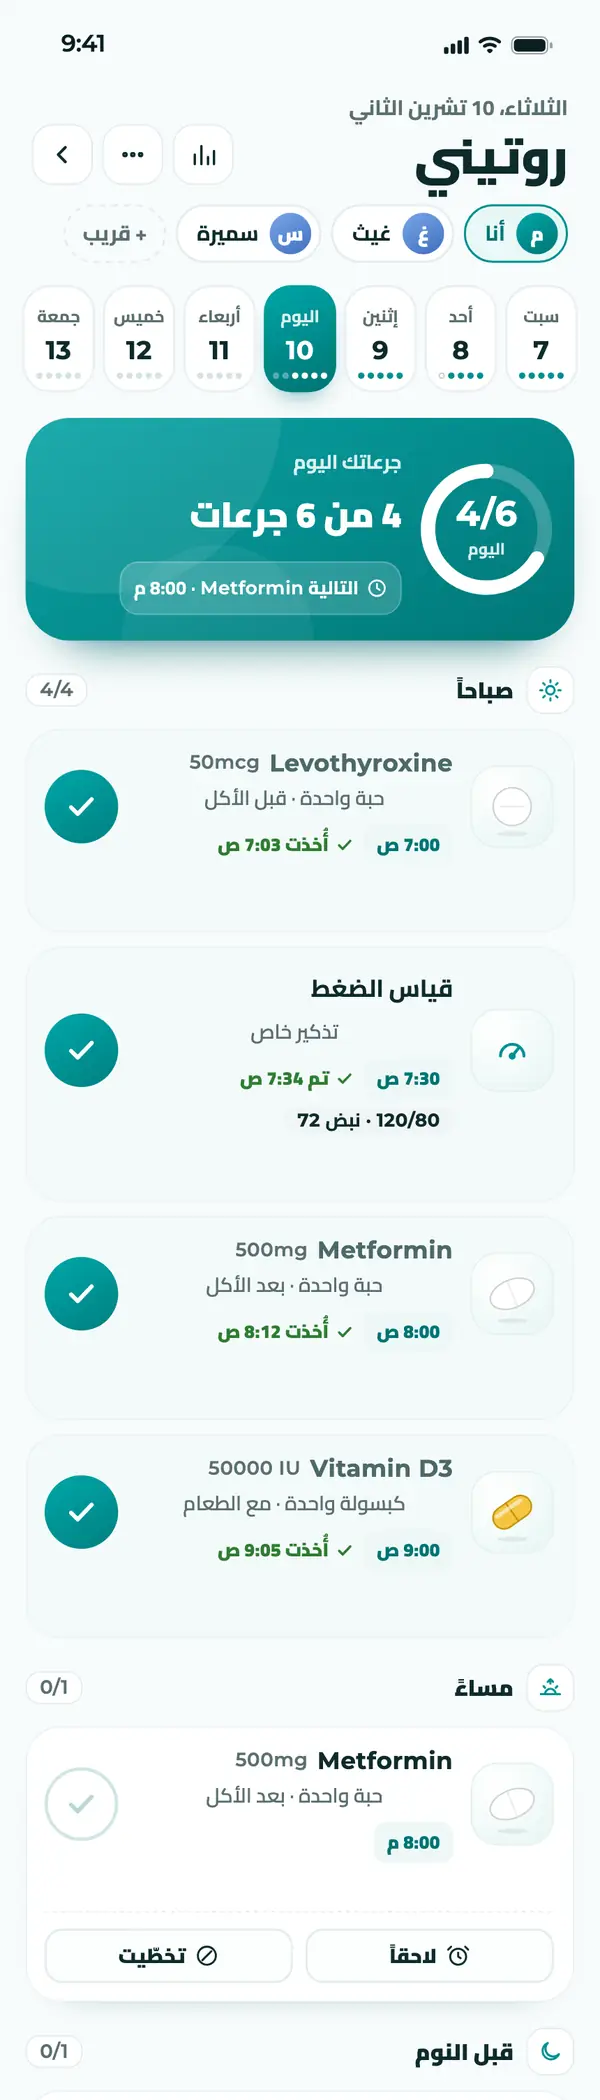 9:41
الثلاثاء، 10 تشرين الثاني
روتيني
م أنا
غ غيث
س سميرة
+ قريب
سبت 7
أحد 8
إثنين 9
اليوم 10
أربعاء 11
خميس 12
جمعة 13
4/6
اليوم
جرعاتك اليوم
4 من 6 جرعات
التالية Metformin · 8:00 م
صباحاً
4/4
Levothyroxine 50mcg
حبة واحدة · قبل الأكل
7:00 ص
أُخذت 7:03 ص
قياس الضغط
تذكير خاص
7:30 ص
تم 7:34 ص
120/80 · نبض 72
Metformin 500mg
حبة واحدة · بعد الأكل
8:00 ص
أُخذت 8:12 ص
Vitamin D3 50000 IU
كبسولة واحدة · مع الطعام
9:00 ص
أُخذت 9:05 ص
مساءً
0/1
Metformin 500mg
حبة واحدة · بعد الأكل
8:00 م
لاحقاً
تخطّيت
قبل النوم
0/1